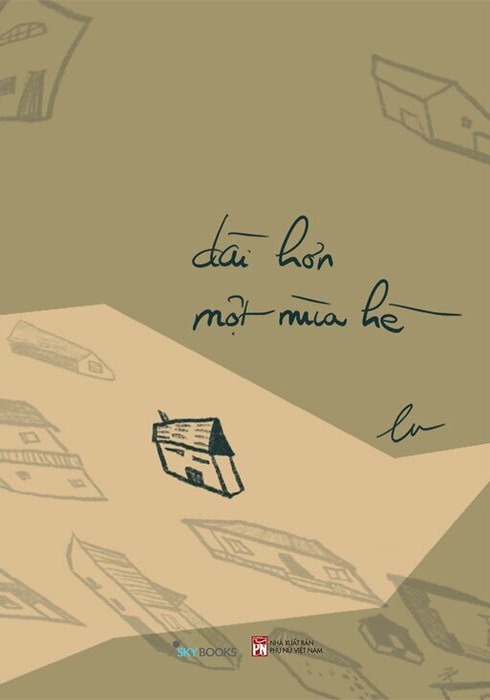 dài hơn
một mùa hè
lu
SKYBOOKS
PN
NHÀ XUẤT BẢN
PHỤ NỮ VIỆT NAM